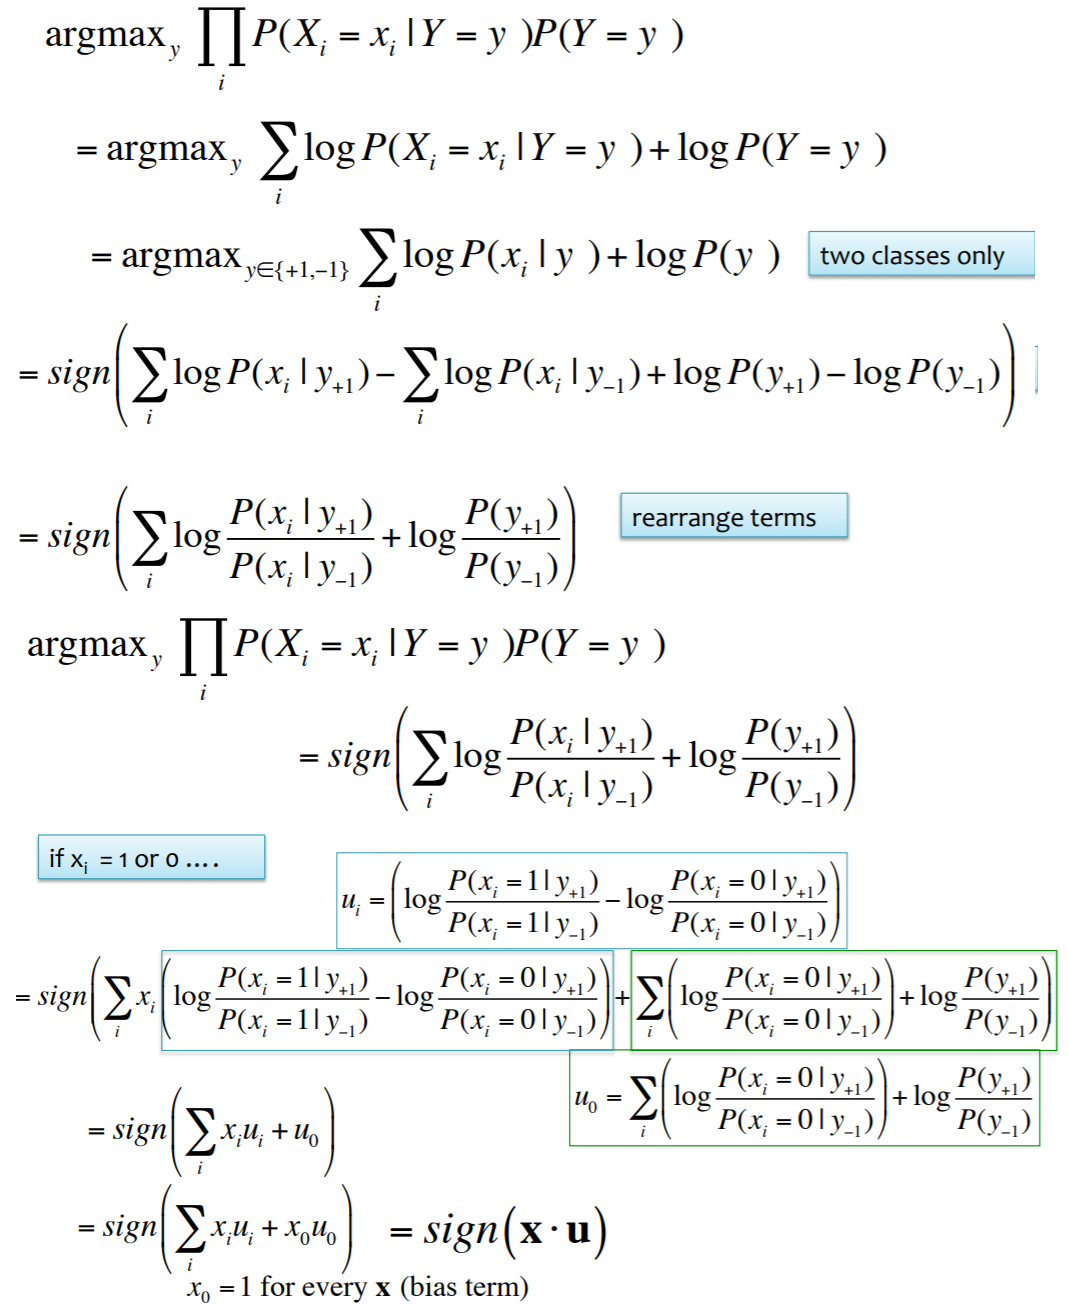 argmax_y ∏_i P(X_i = x_i | Y = y )P(Y = y )
= argmax_y ∑_i log P(X_i = x_i | Y = y ) + log P(Y = y )
= argmax_{y∈{+1,−1}} ∑_i log P(x_i | y ) + log P(y ) two classes only
= sign(∑_i log P(x_i | y_{+1}) − ∑_i log P(x_i | y_{−1}) + log P(y_{+1}) − log P(y_{−1}))
= sign(∑_i log P(x_i | y_{+1})/P(x_i | y_{−1}) + log P(y_{+1})/P(y_{−1})) rearrange terms
argmax_y ∏_i P(X_i = x_i | Y = y )P(Y = y )
= sign(∑_i log P(x_i | y_{+1})/P(x_i | y_{−1}) + log P(y_{+1})/P(y_{−1}))
if x_i = 1 or 0 ....
u_i = (log P(x_i = 1 | y_{+1})/P(x_i = 1 | y_{−1}) − log P(x_i = 0 | y_{+1})/P(x_i = 0 | y_{−1}))
= sign(∑_i x_i (log P(x_i = 1 | y_{+1})/P(x_i = 1 | y_{−1}) − log P(x_i = 0 | y_{+1})/P(x_i = 0 | y_{−1})) + ∑_i (log P(x_i = 0 | y_{+1})/P(x_i = 0 | y_{−1})) + log P(y_{+1})/P(y_{−1}))
u_0 = ∑_i (log P(x_i = 0 | y_{+1})/P(x_i = 0 | y_{−1})) + log P(y_{+1})/P(y_{−1})
= sign(∑_i x_i u_i + u_0)
= sign(∑_i x_i u_i + x_0 u_0) = sign(x · u)
x_0 = 1 for every x (bias term)